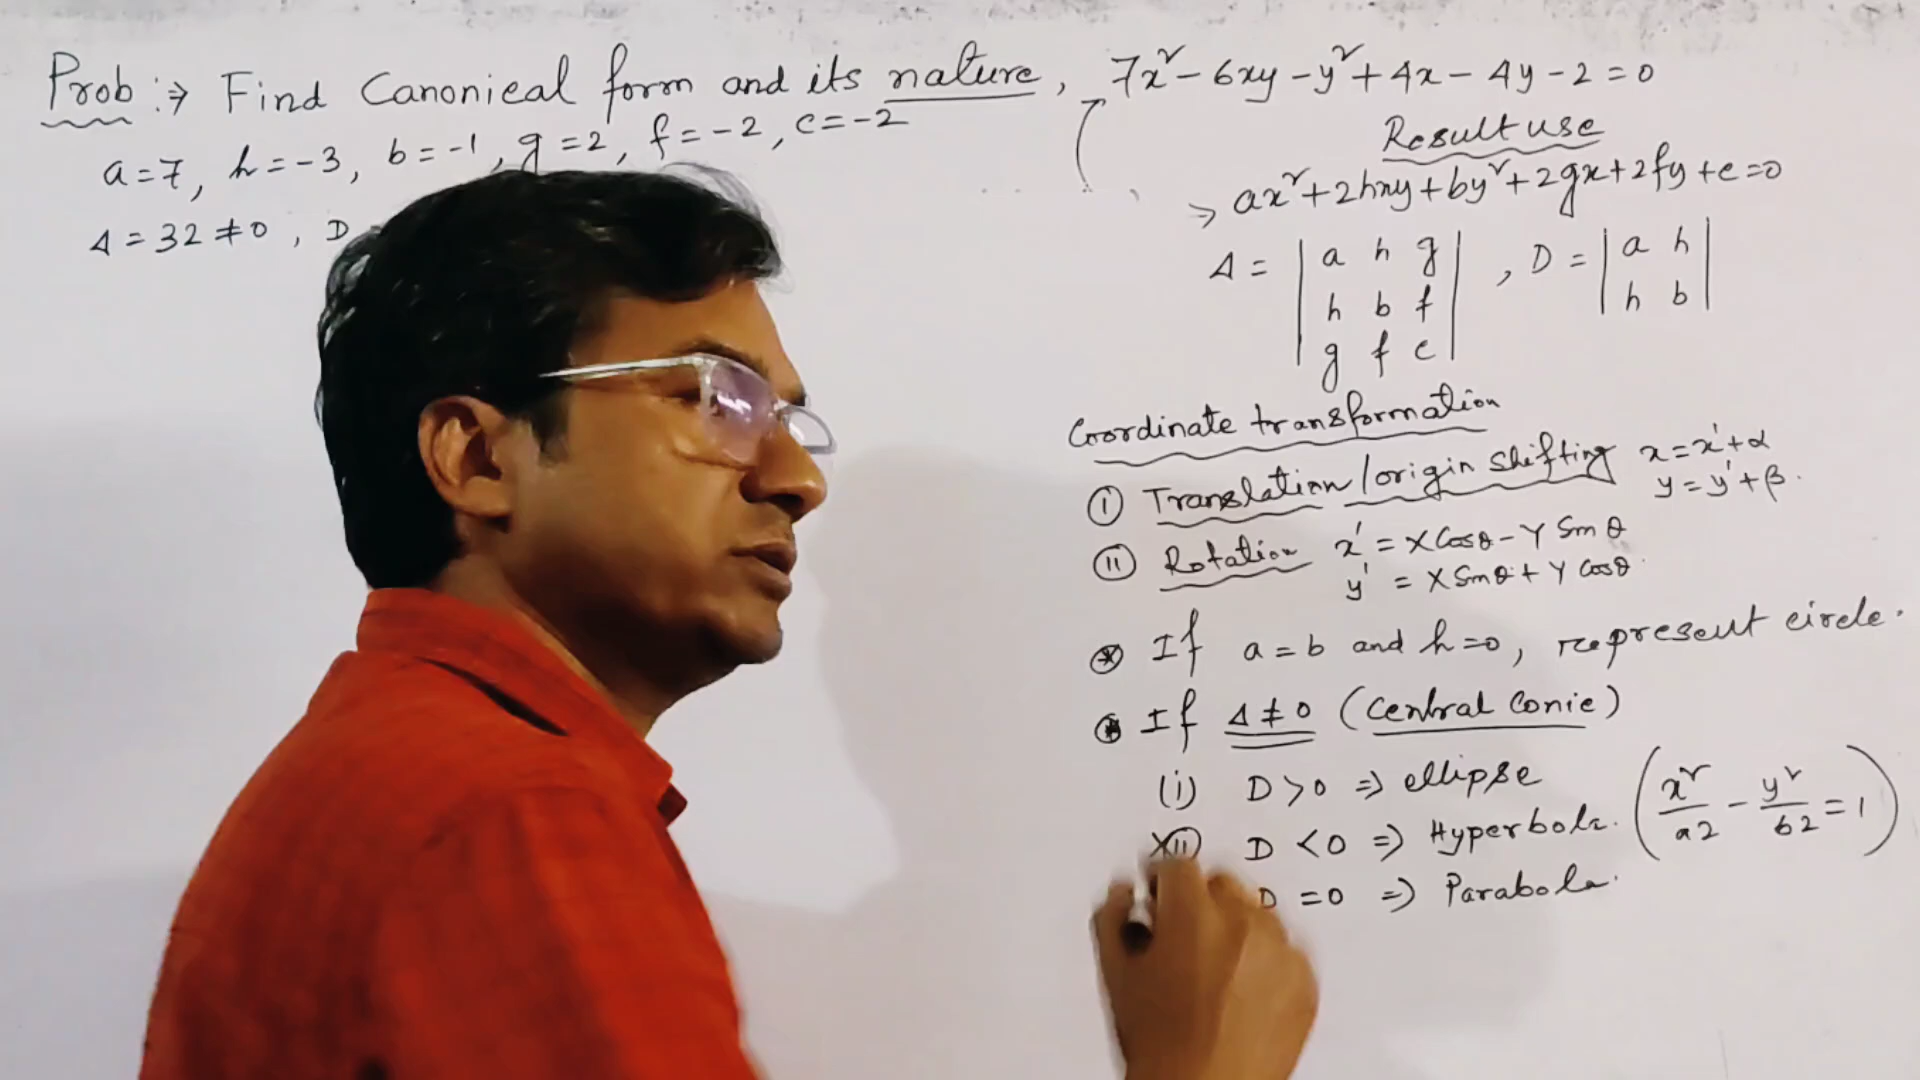 Prob :→ Find Canonical form and its nature, 7x² - 6xy - y² + 4x - 4y - 2 = 0
a = 7, h = -3, b = -1, g = 2, f = -2, c = -2
Δ = 32 ≠ 0, D
Result use
⇒ ax² + 2hxy + by² + 2gx + 2fy + c = 0
Δ = | a h g | , D = | a h |
| h b f | | h b |
| g f c |
Coordinate transformation
(I) Translation/origin shifting x = x' + α
y = y' + β.
(II) Rotation x' = X Cosθ - Y Sinθ
y' = X Sinθ + Y Cosθ
* If a = b and h = 0, represent circle.
* If Δ ≠ 0 (Central Conic)
(i) D > 0 ⇒ ellipse
(ii) D < 0 ⇒ Hyperbola. (x²/a2 - y²/b2 = 1)
D = 0 ⇒ Parabola.